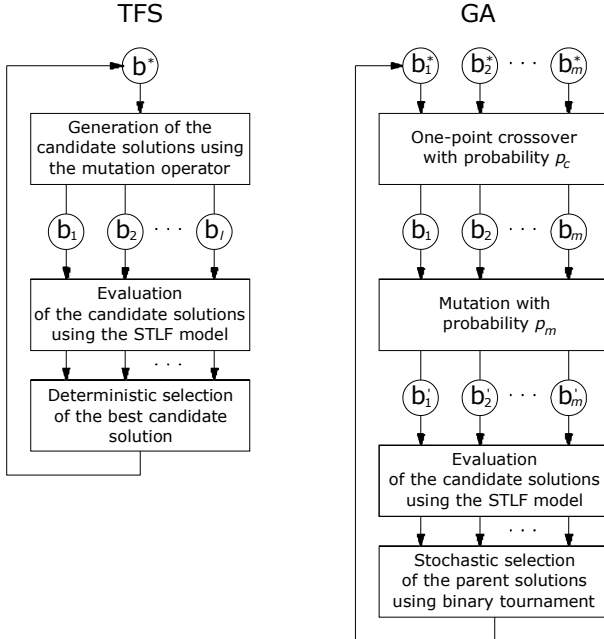 TFS
b*
Generation of the
candidate solutions using
the mutation operator
b1 b2 · · · bl
Evaluation
of the candidate solutions
using the STLF model
· · ·
Deterministic selection
of the best candidate
solution
GA
b1* b2* · · · bm*
One-point crossover
with probability pc
b1 b2 · · · bm
Mutation with
probability pm
b1' b2' · · · bm'
Evaluation
of the candidate solutions
using the STLF model
· · ·
Stochastic selection
of the parent solutions
using binary tournament